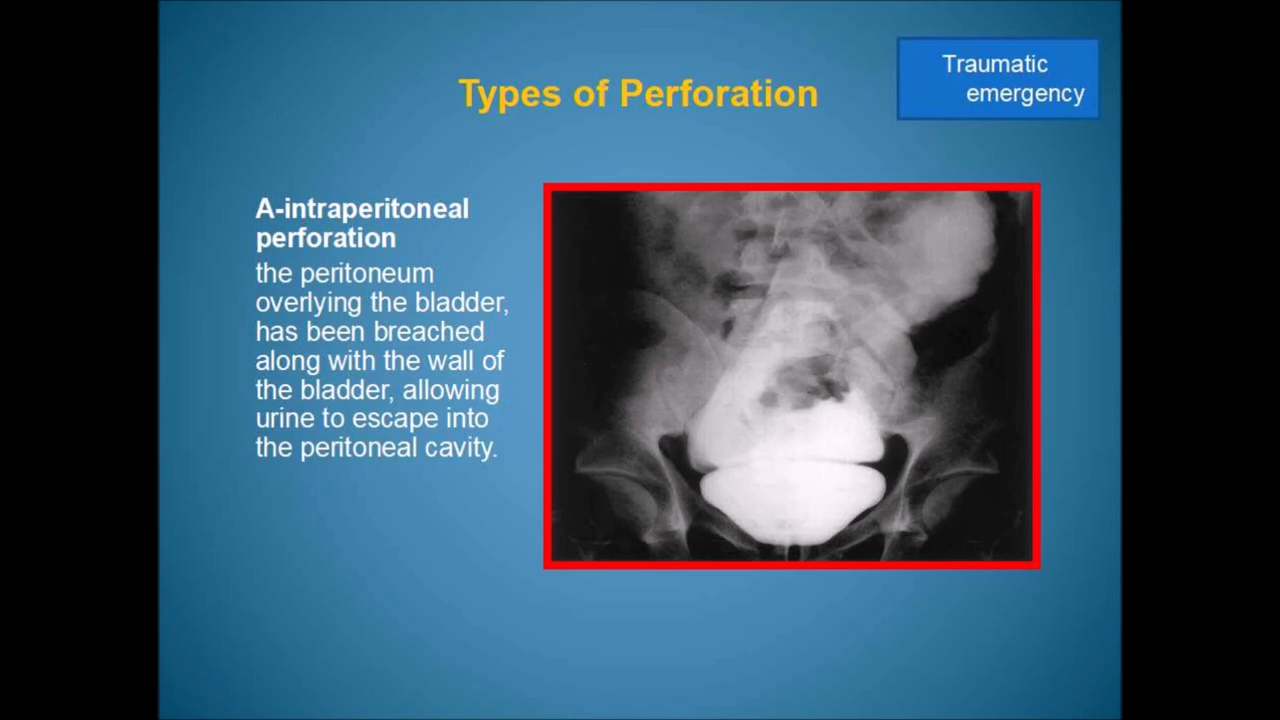 Traumatic
emergency
Types of Perforation
A-intraperitoneal
perforation
the peritoneum
overlying the bladder,
has been breached
along with the wall of
the bladder, allowing
urine to escape into
the peritoneal cavity.